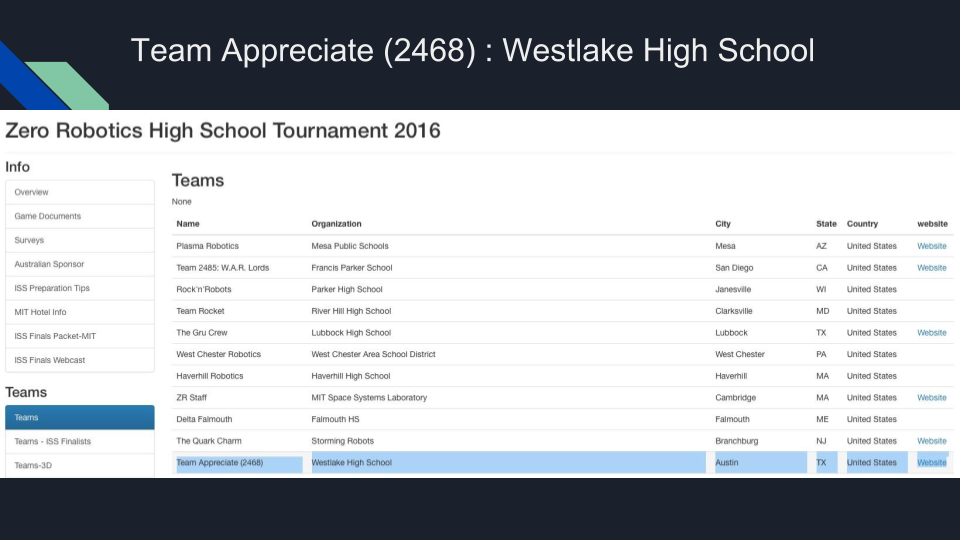 Team Appreciate (2468) : Westlake High School
Zero Robotics High School Tournament 2016
Info
Overview
Game Documents
Surveys
Australian Sponsor
ISS Preparation Tips
MIT Hotel Info
ISS Finals Packet-MIT
ISS Finals Webcast
Teams
Teams
Teams - ISS Finalists
Teams-3D
Teams
None
Name Organization City State Country website
Plasma Robotics Mesa Public Schools Mesa AZ United States Website
Team 2485: W.A.R. Lords Francis Parker School San Diego CA United States Website
Rock'n'Robots Parker High School Janesville WI United States
Team Rocket River Hill High School Clarksville MD United States
The Gru Crew Lubbock High School Lubbock TX United States Website
West Chester Robotics West Chester Area School District West Chester PA United States
Haverhill Robotics Haverhill High School Haverhill MA United States
ZR Staff MIT Space Systems Laboratory Cambridge MA United States Website
Delta Falmouth Falmouth HS Falmouth ME United States
The Quark Charm Storming Robots Branchburg NJ United States Website
Team Appreciate (2468) Westlake High School Austin TX United States Website